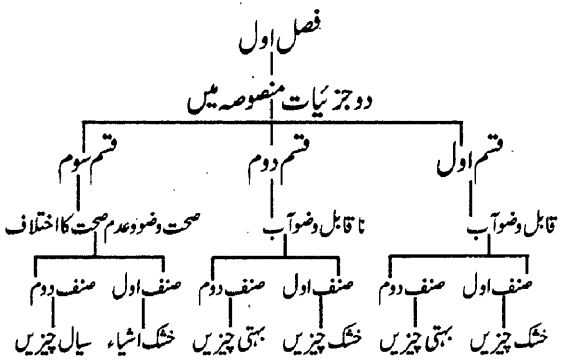 فصل اول
دو جزئیات منصوصہ میں
قسم اول قسم دوم قسم سوم
قابل وضو آب نا قابل وضو آب صحت وضو و عدم صحت کا اختلاف
صنف اول صنف دوم صنف اول صنف دوم صنف اول صنف دوم
خشک چیزیں بہتی چیزیں خشک چیزیں بہتی چیزیں خشک اشیاء سیال چیزیں